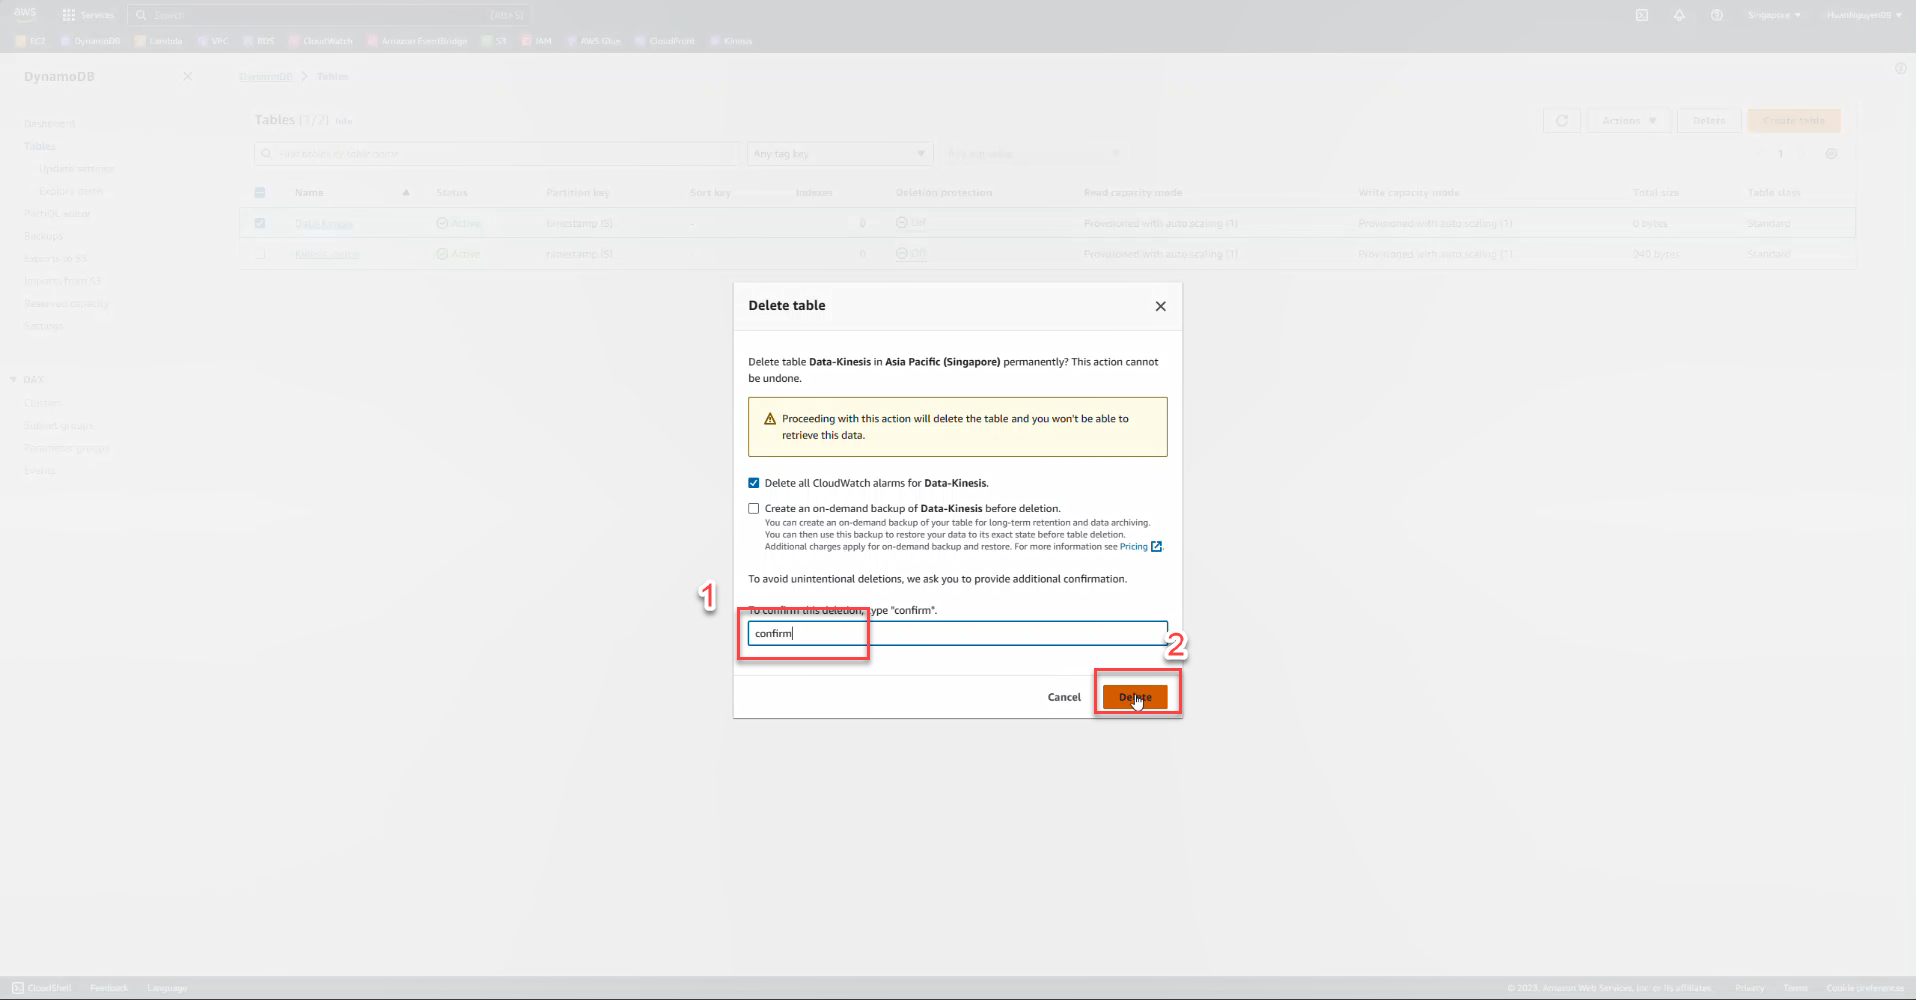 aws
Services
Search
[Alt+S]
Singapore
EC2
DynamoDB
Lambda
VPC
RDS
CloudWatch
Amazon EventBridge
S3
IAM
AWS Glue
CloudFront
Kinesis
DynamoDB
DynamoDB
Tables
Dashboard
Tables
Update settings
Explore items
PartiQL editor
Backups
Exports to S3
Imports from S3
Reserved capacity
Settings
DAX
Clusters
Subnet groups
Parameter groups
Events
Tables (1/2) Info
Actions
Delete
Create table
Find tables by table name
Any tag key
1
Name
Status
Partition key
Sort key
Indexes
Deletion protection
Read capacity mode
Write capacity mode
Total size
Table class
Data-Kinesis
Active
timestamp (S)
-
0
Off
Provisioned with auto scaling (1)
Provisioned with auto scaling (1)
0 bytes
Standard
Active
timestamp (S)
-
0
Off
Provisioned with auto scaling (1)
Provisioned with auto scaling (1)
bytes
Standard
Delete table
Delete table Data-Kinesis in Asia Pacific (Singapore) permanently? This action cannot
be undone.
Proceeding with this action will delete the table and you won't be able to
retrieve this data.
Delete all CloudWatch alarms for Data-Kinesis.
Create an on-demand backup of Data-Kinesis before deletion.
You can create an on-demand backup of your table for long-term retention and data archiving.
You can then use this backup to restore your data to its exact state before table deletion.
Additional charges apply for on-demand backup and restore. For more information see Pricing.
To avoid unintentional deletions, we ask you to provide additional confirmation.
1
To confirm this deletion, type "confirm".
confirm
2
Cancel
Delete
CloudShell
Feedback
Language
© 2023, Amazon Web Services, Inc. or its affiliates.
Privacy
Terms
Cookie preferences